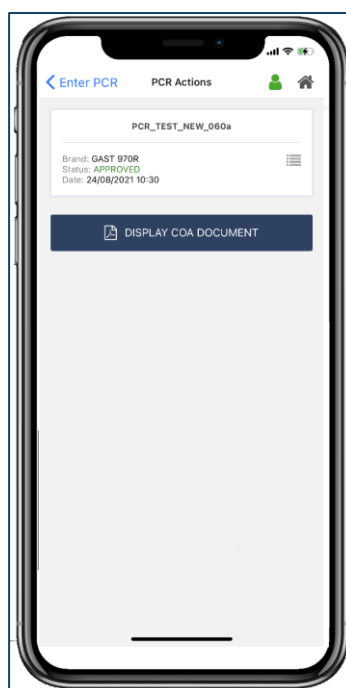 Enter PCR PCR Actions
PCR_TEST_NEW_060a
Brand: GAST 970R
Status: APPROVED
Date: 24/08/2021 10:30
DISPLAY COA DOCUMENT